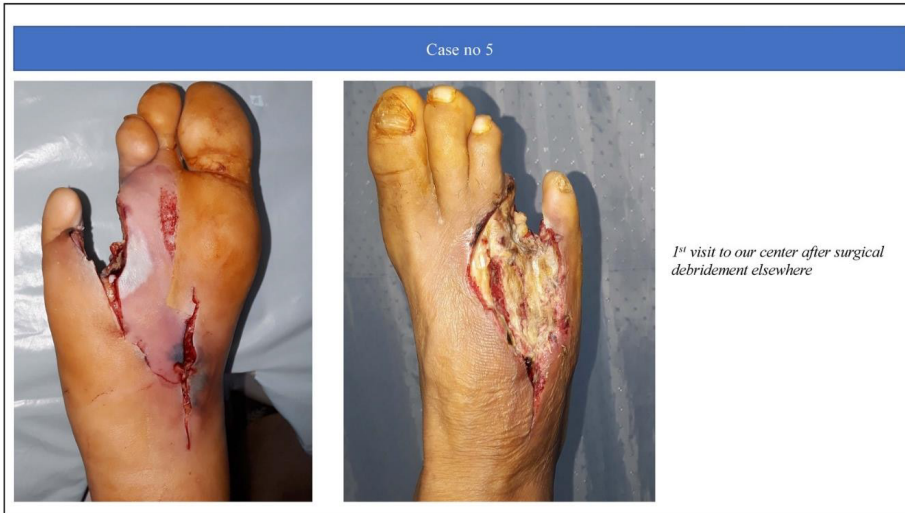 Case no 5
1st visit to our center after surgical
debridement elsewhere